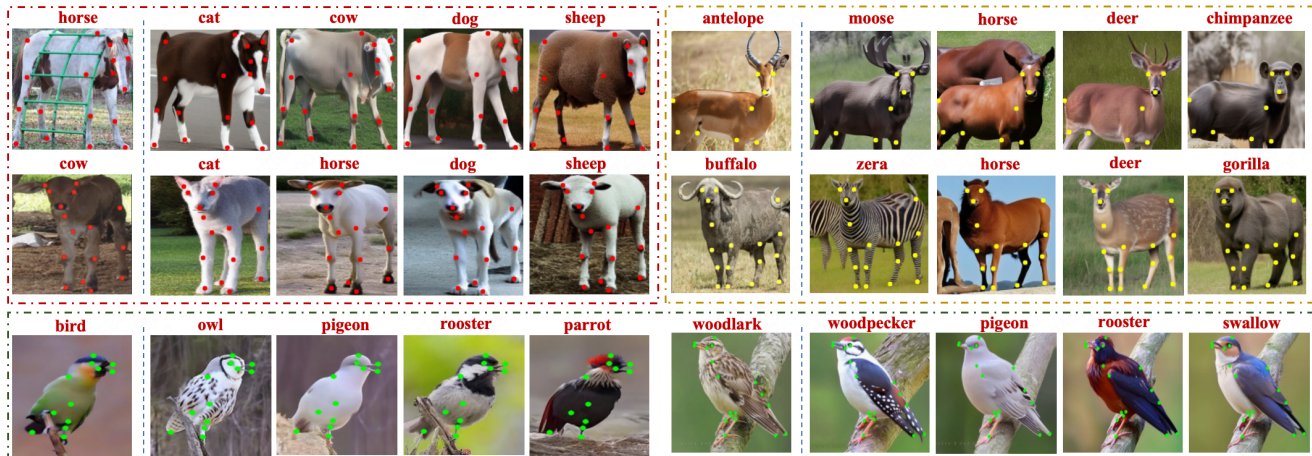 horse cat cow dog sheep antelope moose horse deer chimpanzee
cow cat horse dog sheep buffalo zera horse deer gorilla
bird owl pigeon rooster parrot woodlark woodpecker pigeon rooster swallow